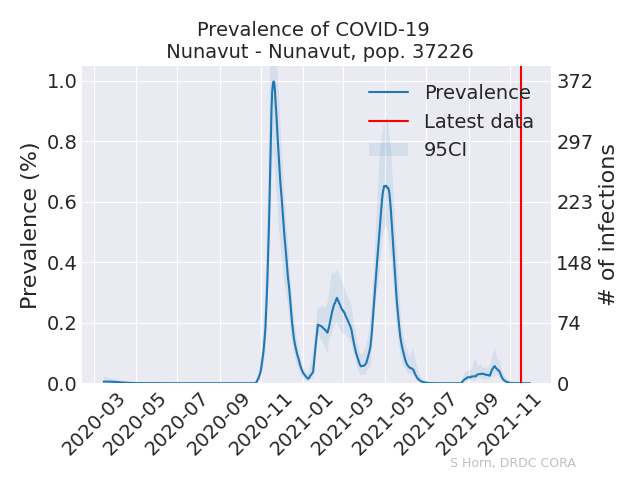 Prevalence of COVID-19
Nunavut - Nunavut, pop. 37226
Prevalence (%)
1.0
0.8
0.6
0.4
0.2
0.0
Prevalence
Latest data
95CI
372
297
223
148
74
0
# of infections
2020-03
2020-05
2020-07
2020-09
2020-11
2021-01
2021-03
2021-05
2021-07
2021-09
2021-11
S Horn, DRDC CORA